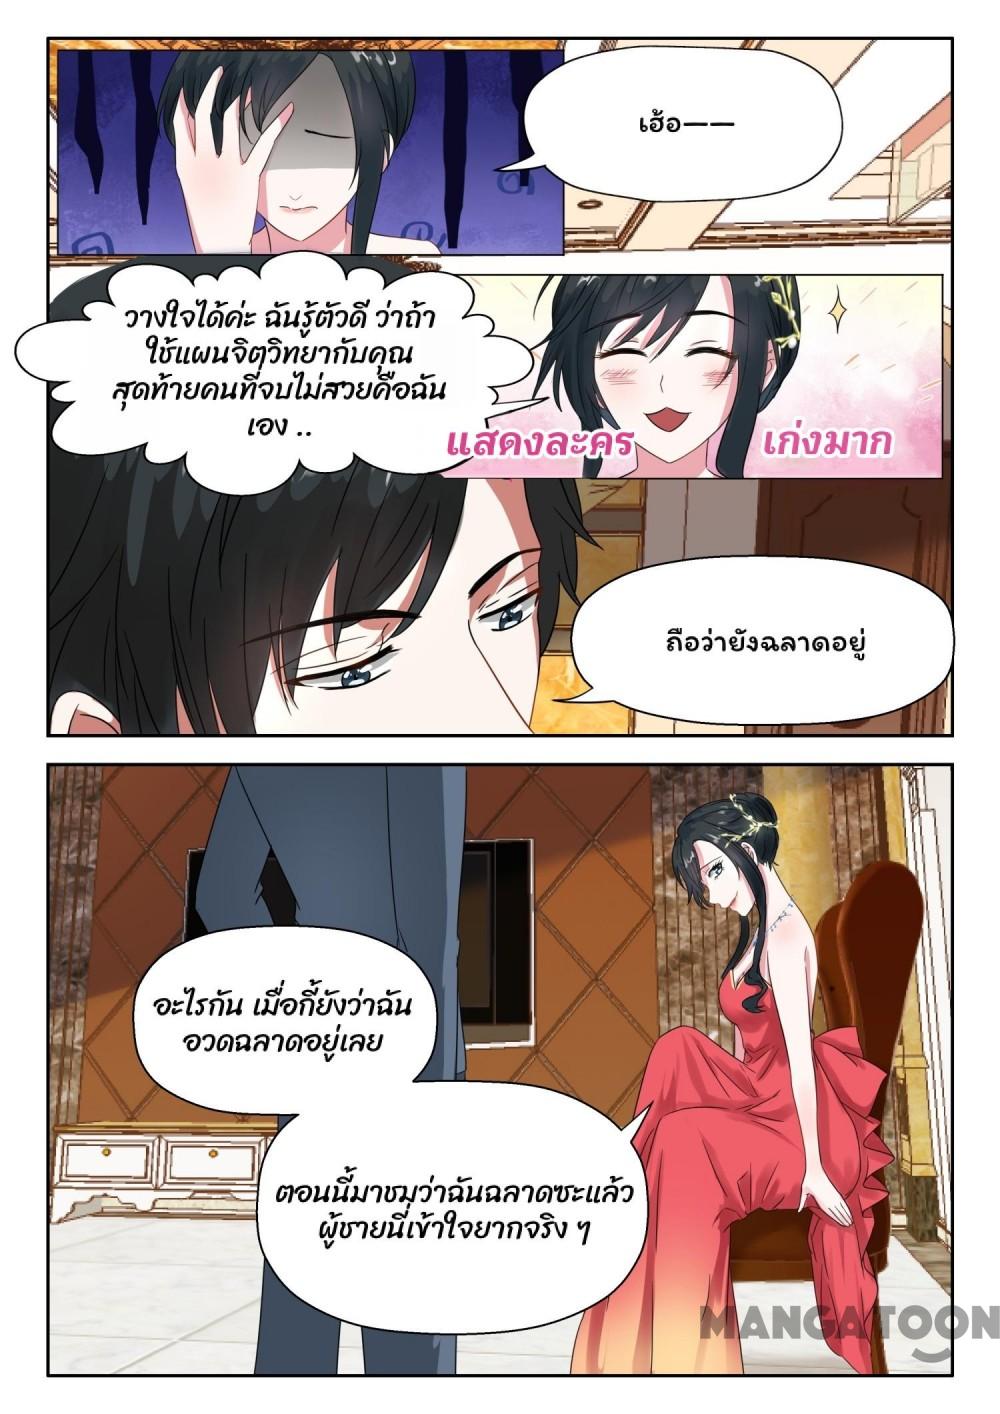 เฮ้อ——
วางใจได้ค่ะ ฉันรู้ตัวดี ว่าถ้า
ใช้แผนจิตวิทยากับคุณ
สุดท้ายคนที่จบไม่สวยคือฉัน
เอง ..
แสดงละคร
เก่งมาก
ถือว่ายังฉลาดอยู่
อะไรกัน เมื่อกี้ยังว่าฉัน
อวดฉลาดอยู่เลย
ตอนนี้มาชมว่าฉันฉลาดซะแล้ว
ผู้ชายนี่เข้าใจยากจริง ๆ
MANGATOON